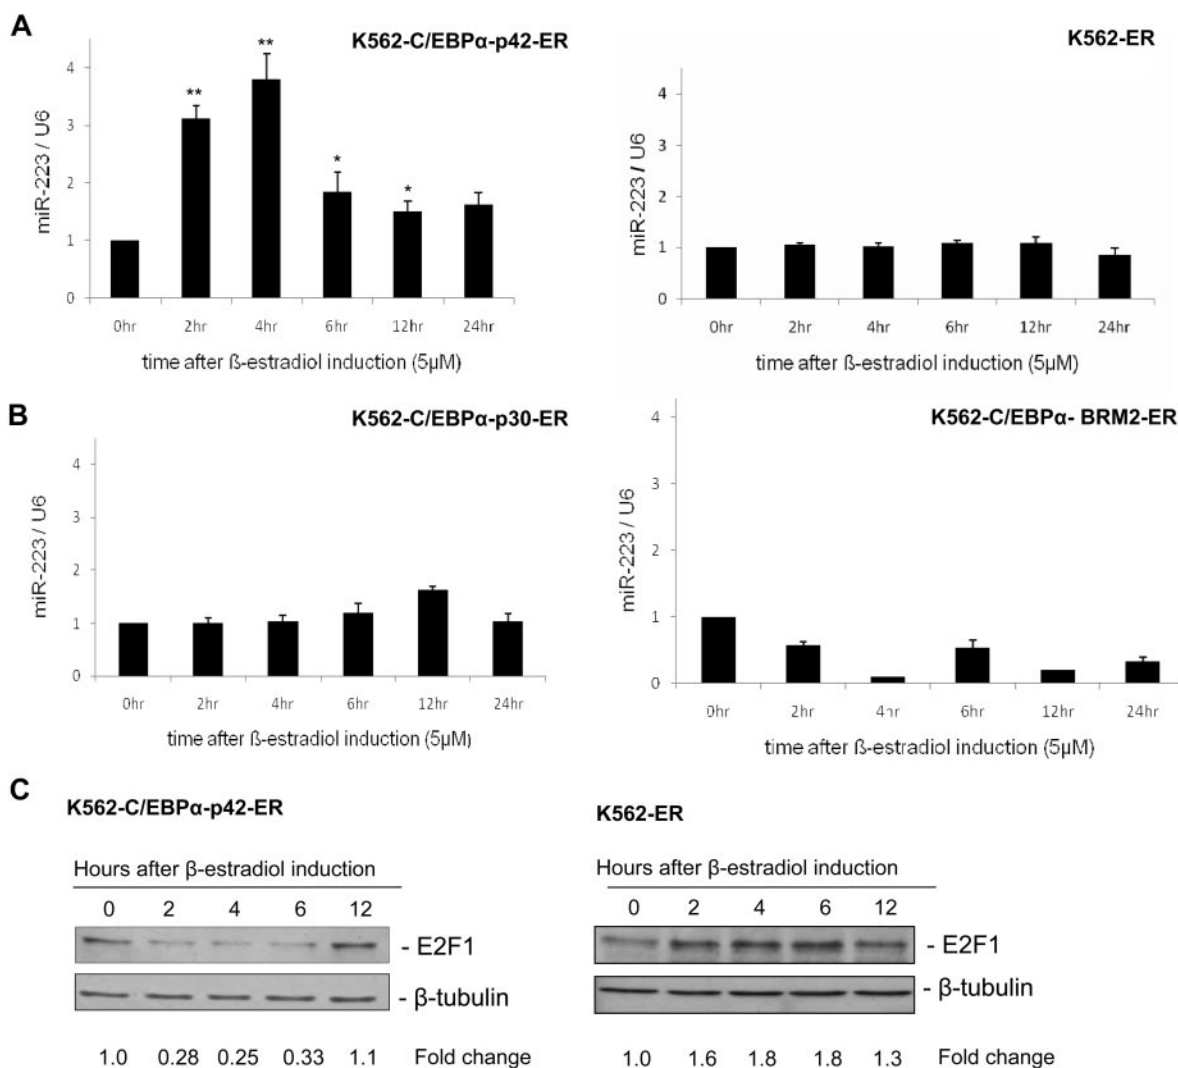 A
K562-C/EBPα-p42-ER
miR-223 / U6
4
3
2
1
0
**
**
*
*
0hr 2hr 4hr 6hr 12hr 24hr
time after ß-estradiol induction (5µM)
K562-ER
miR-223 / U6
4
3
2
1
0
0hr 2hr 4hr 6hr 12hr 24hr
time after ß-estradiol induction (5µM)
B
K562-C/EBPα-p30-ER
miR-223 / U6
4
3
2
1
0
0hr 2hr 4hr 6hr 12hr 24hr
time after ß-estradiol induction (5µM)
K562-C/EBPα- BRM2-ER
miR-223 / U6
4
3
2
1
0
0hr 2hr 4hr 6hr 12hr 24hr
time after ß-estradiol induction (5µM)
C
K562-C/EBPα-p42-ER
Hours after β-estradiol induction
0 2 4 6 12
- E2F1
- β-tubulin
1.0 0.28 0.25 0.33 1.1 Fold change
K562-ER
Hours after β-estradiol induction
0 2 4 6 12
- E2F1
- β-tubulin
1.0 1.6 1.8 1.8 1.3 Fold change